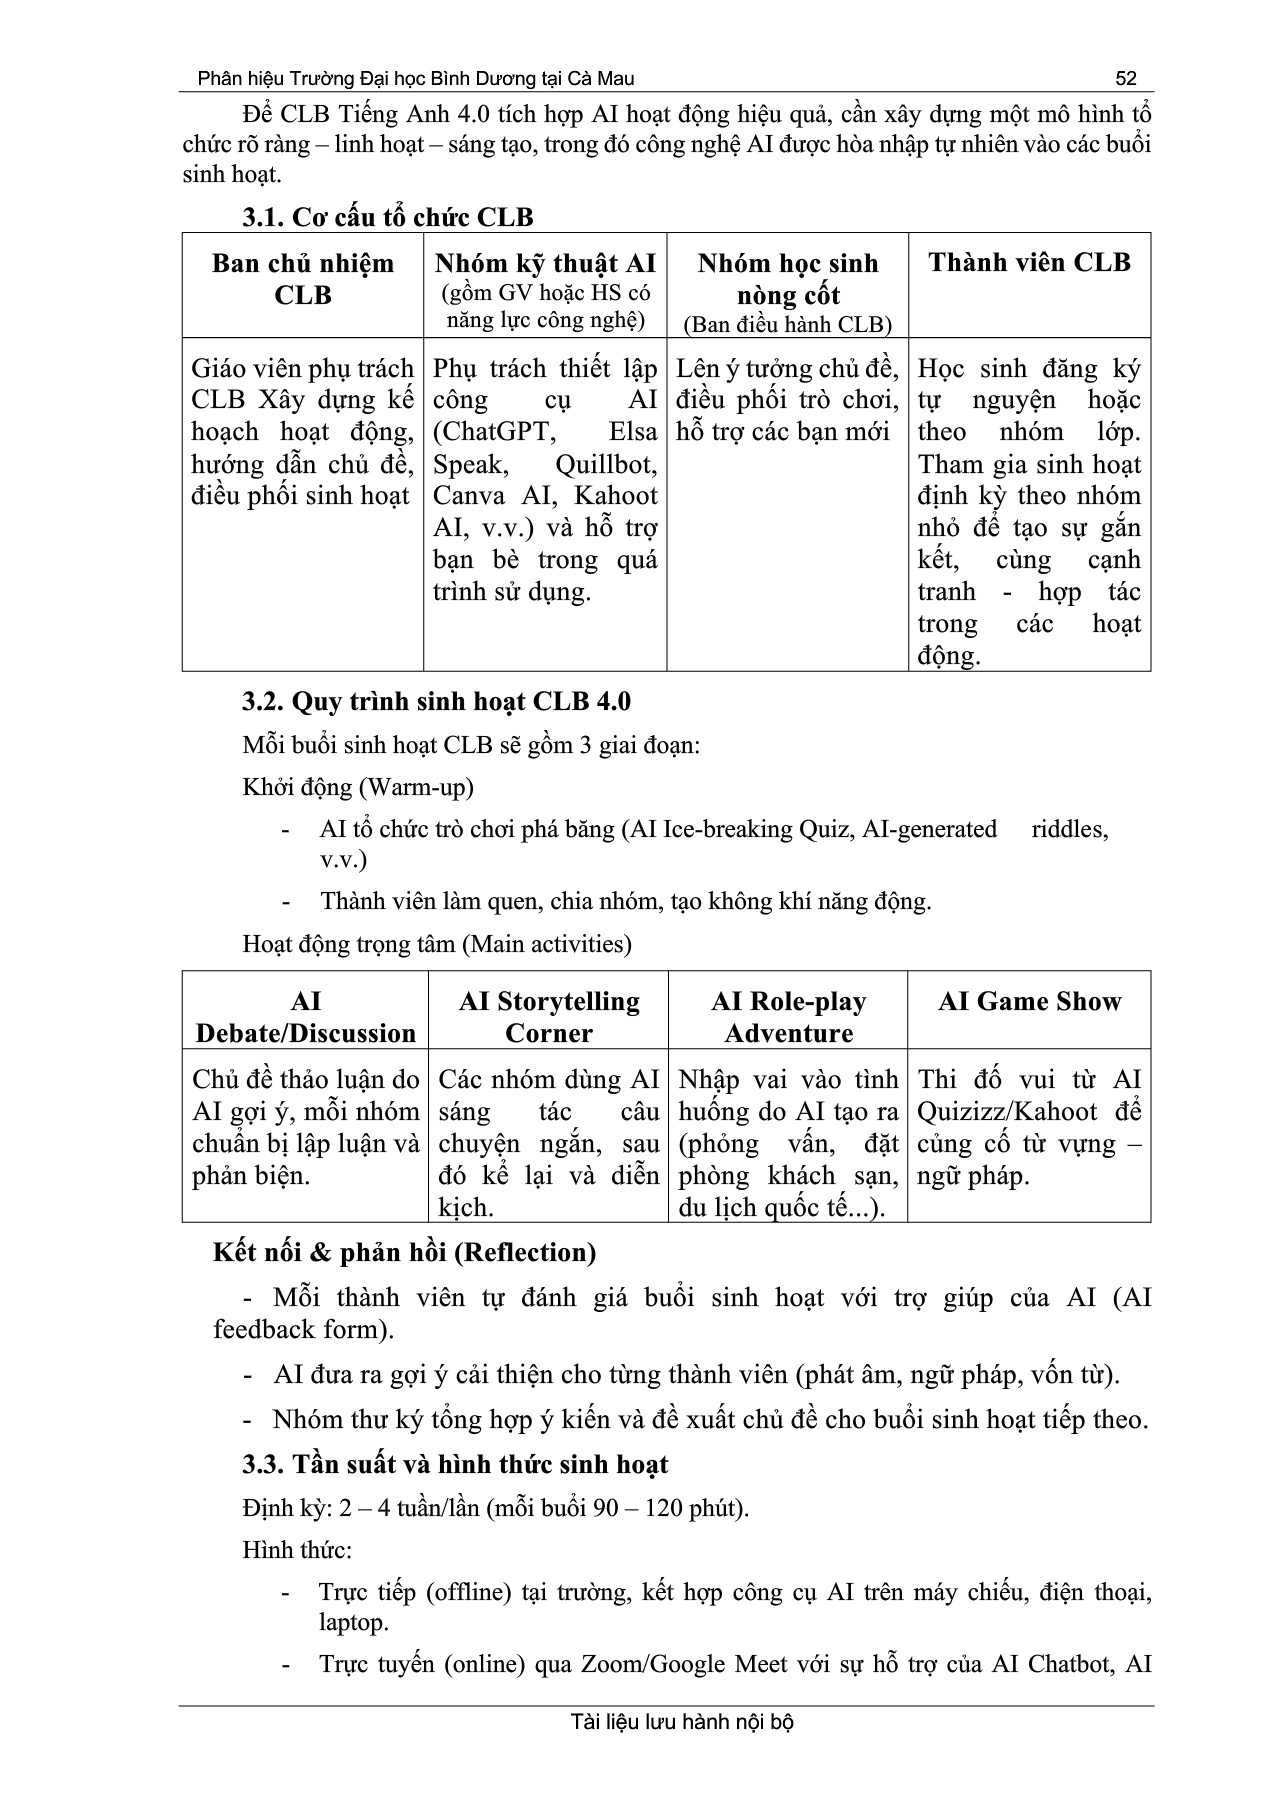 Phân hiệu Trường Đại học Bình Dương tại Cà Mau 52
Để CLB Tiếng Anh 4.0 tích hợp AI hoạt động hiệu quả, cần xây dựng một mô hình tổ
chức rõ ràng – linh hoạt – sáng tạo, trong đó công nghệ AI được hòa nhập tự nhiên vào các buổi
sinh hoạt.
3.1. Cơ cấu tổ chức CLB
Ban chủ nhiệm
CLB
Nhóm kỹ thuật AI
(gồm GV hoặc HS có
năng lực công nghệ)
Nhóm học sinh
nòng cốt
(Ban điều hành CLB)
Thành viên CLB
Giáo viên phụ trách
CLB Xây dựng kế
hoạch hoạt động,
hướng dẫn chủ đề,
điều phối sinh hoạt
Phụ trách thiết lập
công cụ AI
(ChatGPT, Elsa
Speak, Quillbot,
Canva AI, Kahoot
AI, v.v.) và hỗ trợ
bạn bè trong quá
trình sử dụng.
Lên ý tưởng chủ đề,
điều phối trò chơi,
hỗ trợ các bạn mới
Học sinh đăng ký
tự nguyện hoặc
theo nhóm lớp.
Tham gia sinh hoạt
định kỳ theo nhóm
nhỏ để tạo sự gắn
kết, cùng cạnh
tranh - hợp tác
trong các hoạt
động.
3.2. Quy trình sinh hoạt CLB 4.0
Mỗi buổi sinh hoạt CLB sẽ gồm 3 giai đoạn:
Khởi động (Warm-up)
- AI tổ chức trò chơi phá băng (AI Ice-breaking Quiz, AI-generated riddles,
v.v.)
- Thành viên làm quen, chia nhóm, tạo không khí năng động.
Hoạt động trọng tâm (Main activities)
AI
Debate/Discussion
AI Storytelling
Corner
AI Role-play
Adventure
AI Game Show
Chủ đề thảo luận do
AI gợi ý, mỗi nhóm
chuẩn bị lập luận và
phản biện.
Các nhóm dùng AI
sáng tác câu
chuyện ngắn, sau
đó kể lại và diễn
kịch.
Nhập vai vào tình
huống do AI tạo ra
(phỏng vấn, đặt
phòng khách sạn,
du lịch quốc tế...).
Thi đố vui từ AI
Quizizz/Kahoot để
củng cố từ vựng –
ngữ pháp.
Kết nối & phản hồi (Reflection)
- Mỗi thành viên tự đánh giá buổi sinh hoạt với trợ giúp của AI (AI
feedback form).
- AI đưa ra gợi ý cải thiện cho từng thành viên (phát âm, ngữ pháp, vốn từ).
- Nhóm thư ký tổng hợp ý kiến và đề xuất chủ đề cho buổi sinh hoạt tiếp theo.
3.3. Tần suất và hình thức sinh hoạt
Định kỳ: 2 – 4 tuần/lần (mỗi buổi 90 – 120 phút).
Hình thức:
- Trực tiếp (offline) tại trường, kết hợp công cụ AI trên máy chiếu, điện thoại,
laptop.
- Trực tuyến (online) qua Zoom/Google Meet với sự hỗ trợ của AI Chatbot, AI
Tài liệu lưu hành nội bộ